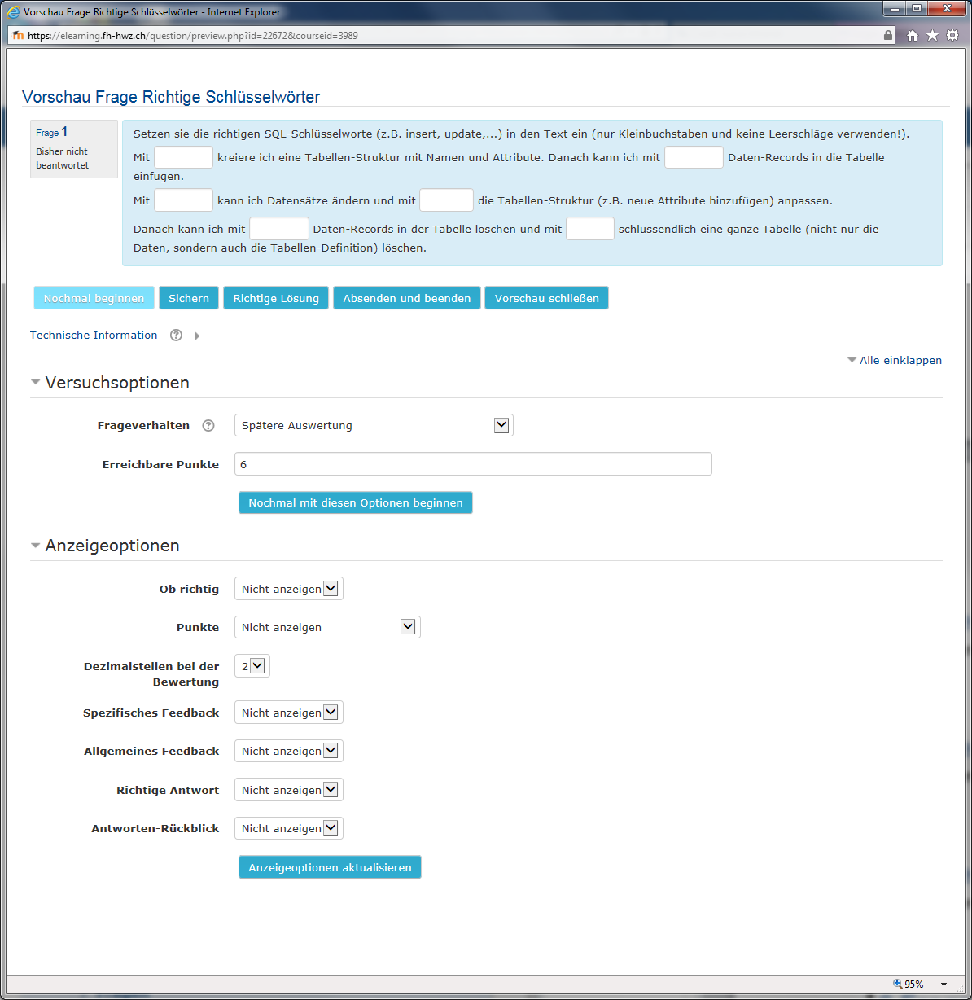 Vorschau Frage Richtige Schlüsselwörter - Internet Explorer
https://elearning.fh-hwz.ch/question/preview.php?id=22672&courseid=3989
Vorschau Frage Richtige Schlüsselwörter
Frage 1
Bisher nicht
beantwortet
Setzen sie die richtigen SQL-Schlüsselworte (z.B. insert, update,...) in den Text ein (nur Kleinbuchstaben und keine Leerschläge verwenden!).
Mit kreiere ich eine Tabellen-Struktur mit Namen und Attribute. Danach kann ich mit Daten-Records in die Tabelle
einfügen.
Mit kann ich Datensätze ändern und mit die Tabellen-Struktur (z.B. neue Attribute hinzufügen) anpassen.
Danach kann ich mit Daten-Records in der Tabelle löschen und mit schlussendlich eine ganze Tabelle (nicht nur die
Daten, sondern auch die Tabellen-Definition) löschen.
Nochmal beginnen Sichern Richtige Lösung Absenden und beenden Vorschau schließen
Technische Information
Alle einklappen
Versuchsoptionen
Frageverhalten Spätere Auswertung
Erreichbare Punkte 6
Nochmal mit diesen Optionen beginnen
Anzeigeoptionen
Ob richtig Nicht anzeigen
Punkte Nicht anzeigen
Dezimalstellen bei der 2
Bewertung
Spezifisches Feedback Nicht anzeigen
Allgemeines Feedback Nicht anzeigen
Richtige Antwort Nicht anzeigen
Antworten-Rückblick Nicht anzeigen
Anzeigeoptionen aktualisieren
95%